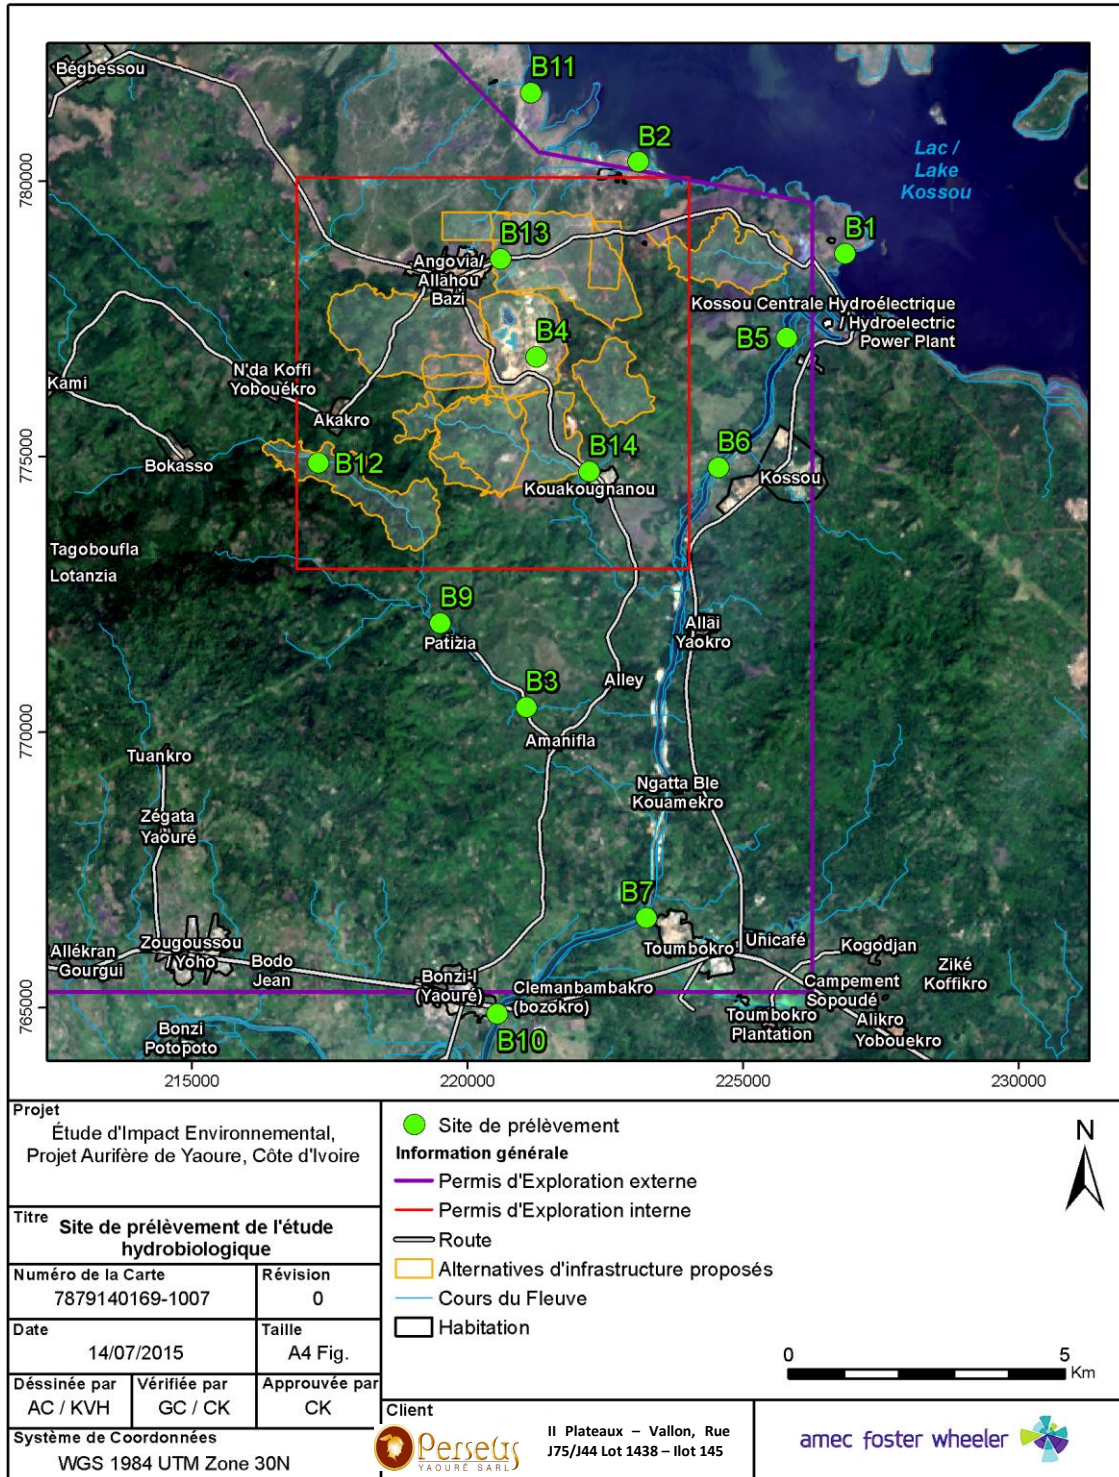 Bégbessou
B11
B2
Lac /
Lake
Kossou
B1
B13
Angovia/
Allahou
Bazi
Kossou Centrale Hydroélectrique
/ Hydroelectric
Power Plant
B5
B4
Kami
N'da Koffi
Yobouékro
Akakro
Bokasso
B12
B14
Kouakougnanou
B6
Kossou
Tagoboufla
Lotanzia
B9
Patizia
Allaï
Yaokro
B3
Alley
Amanifla
Tuankro
Ngatta Ble
Kouamekro
Zégata
Yaouré
B7
Toumbokro
Unicafé
Kogodjan
Allékran
Gourgui
Zougoussou
/Yoho
Bodo
Jean
Bonzi-I
(Yaouré)
Clemanbambakro
(bozokro)
Ziké
Koffikro
Campement
Sopoudé
B10
Toumbokro
Plantation
Alikro
Yobouekro
Bonzi
Potopoto
780000
775000
770000
765000
215000
220000
225000
230000
Projet
Étude d'Impact Environnemental,
Projet Aurifère de Yaoure, Côte d'Ivoire
Titre
Site de prélèvement de l'étude
hydrobiologique
Numéro de la Carte
7879140169-1007
Révision
0
Date
14/07/2015
Taille
A4 Fig.
Déssinée par
AC / KVH
Vérifiée par
GC / CK
Approuvée par
CK
Système de Coordonnées
WGS 1984 UTM Zone 30N
Site de prélèvement
Information générale
Permis d'Exploration externe
Permis d'Exploration interne
Route
Alternatives d'infrastructure proposés
Cours du Fleuve
Habitation
N
0
5
Km
Client
Perseus
YAOURÉ SARL
II Plateaux – Vallon, Rue
J75/J44 Lot 1438 – Ilot 145
amec foster wheeler